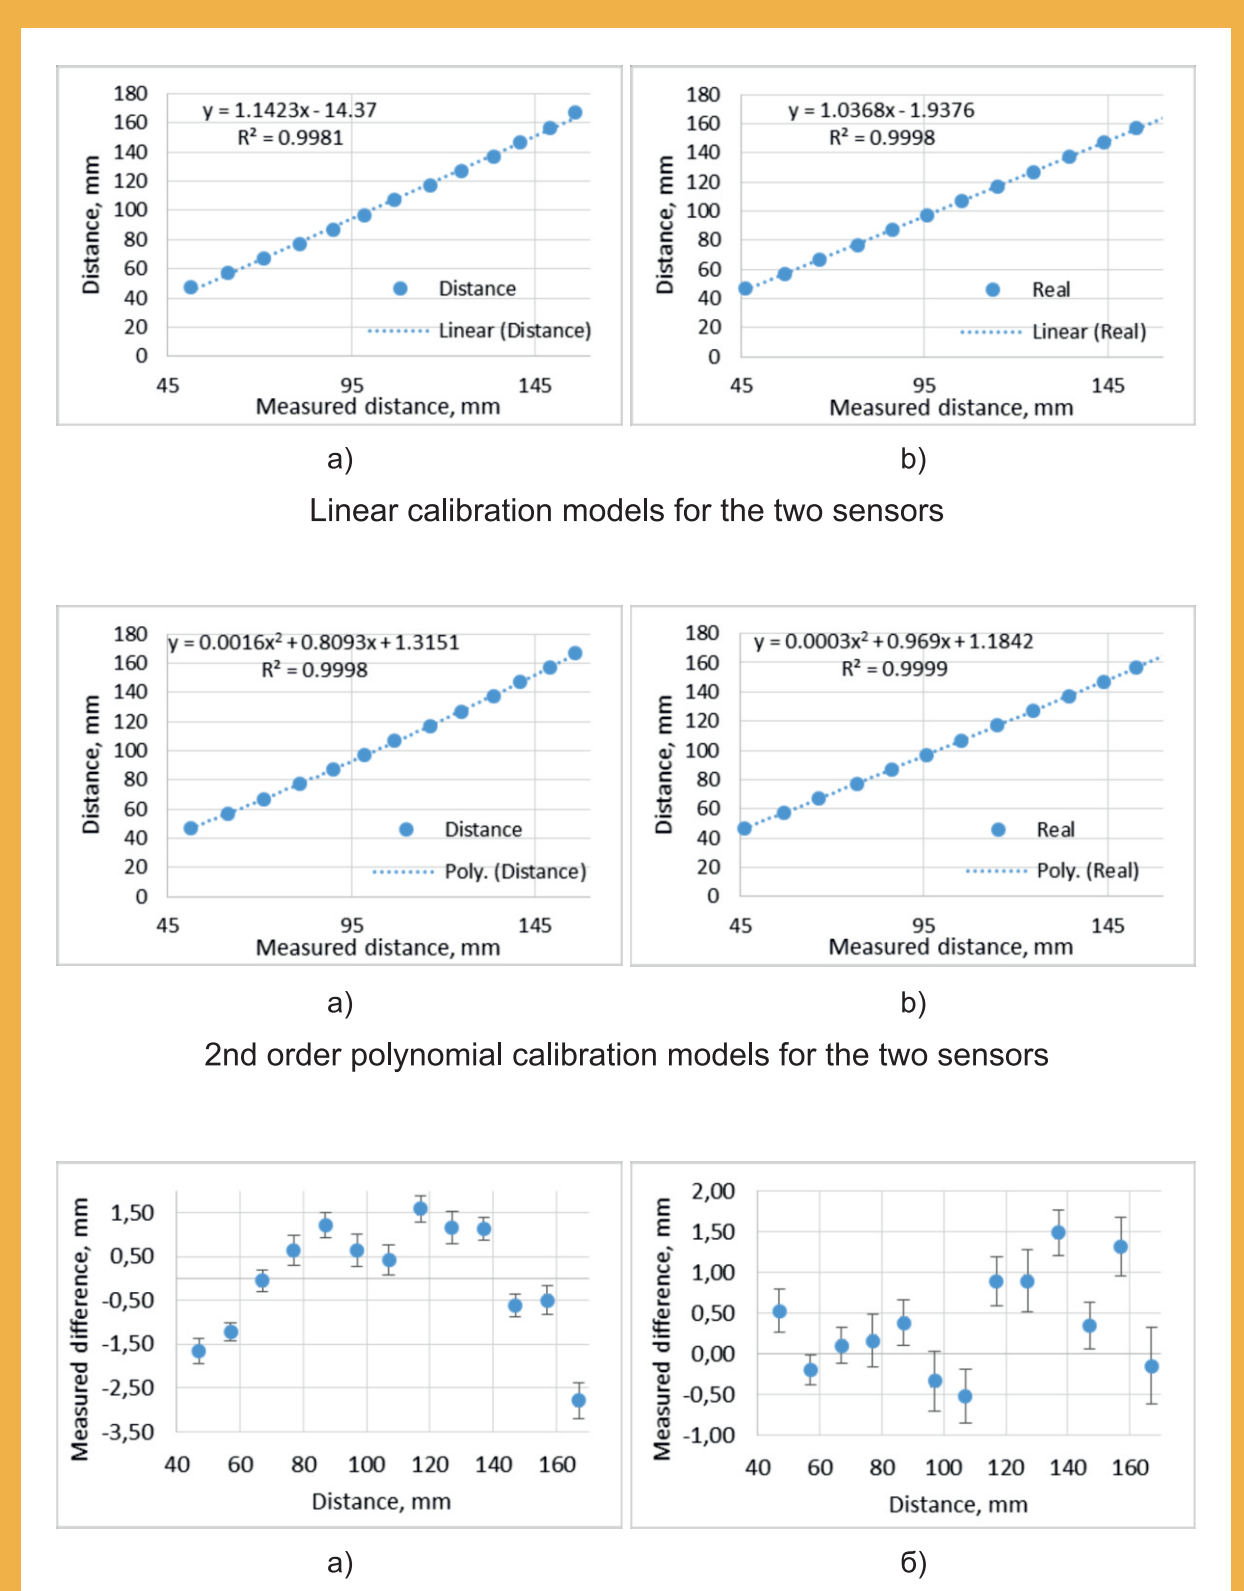 180
160
140
120
100
80
60
40
20
0
y = 1.1423x - 14.37
R² = 0.9981
Distance
Linear (Distance)
45 95 145
Measured distance, mm
Distance, mm
180
160
140
120
100
80
60
40
20
0
y = 1.0368x - 1.9376
R² = 0.9998
Real
Linear (Real)
45 95 145
Measured distance, mm
Distance, mm
a) b)
Linear calibration models for the two sensors
180
160
140
120
100
80
60
40
20
0
y = 0.0016x² + 0.8093x + 1.3151
R² = 0.9998
Distance
Poly. (Distance)
45 95 145
Measured distance, mm
Distance, mm
180
160
140
120
100
80
60
40
20
0
y = 0.0003x² + 0.969x + 1.1842
R² = 0.9999
Real
Poly. (Real)
45 95 145
Measured distance, mm
Distance, mm
a) b)
2nd order polynomial calibration models for the two sensors
1,50
0,50
-0,50
-1,50
-2,50
-3,50
40 60 80 100 120 140 160
Distance, mm
Measured difference, mm
2,00
1,50
1,00
0,50
0,00
-0,50
-1,00
40 60 80 100 120 140 160
Distance, mm
Measured difference, mm
a) б)